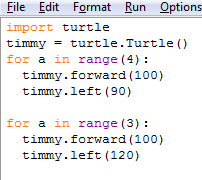 File Edit Format Run Options
import turtle
timmy = turtle.Turtle()
for a in range(4):
  timmy.forward(100)
  timmy.left(90)

for a in range(3):
  timmy.forward(100)
  timmy.left(120)